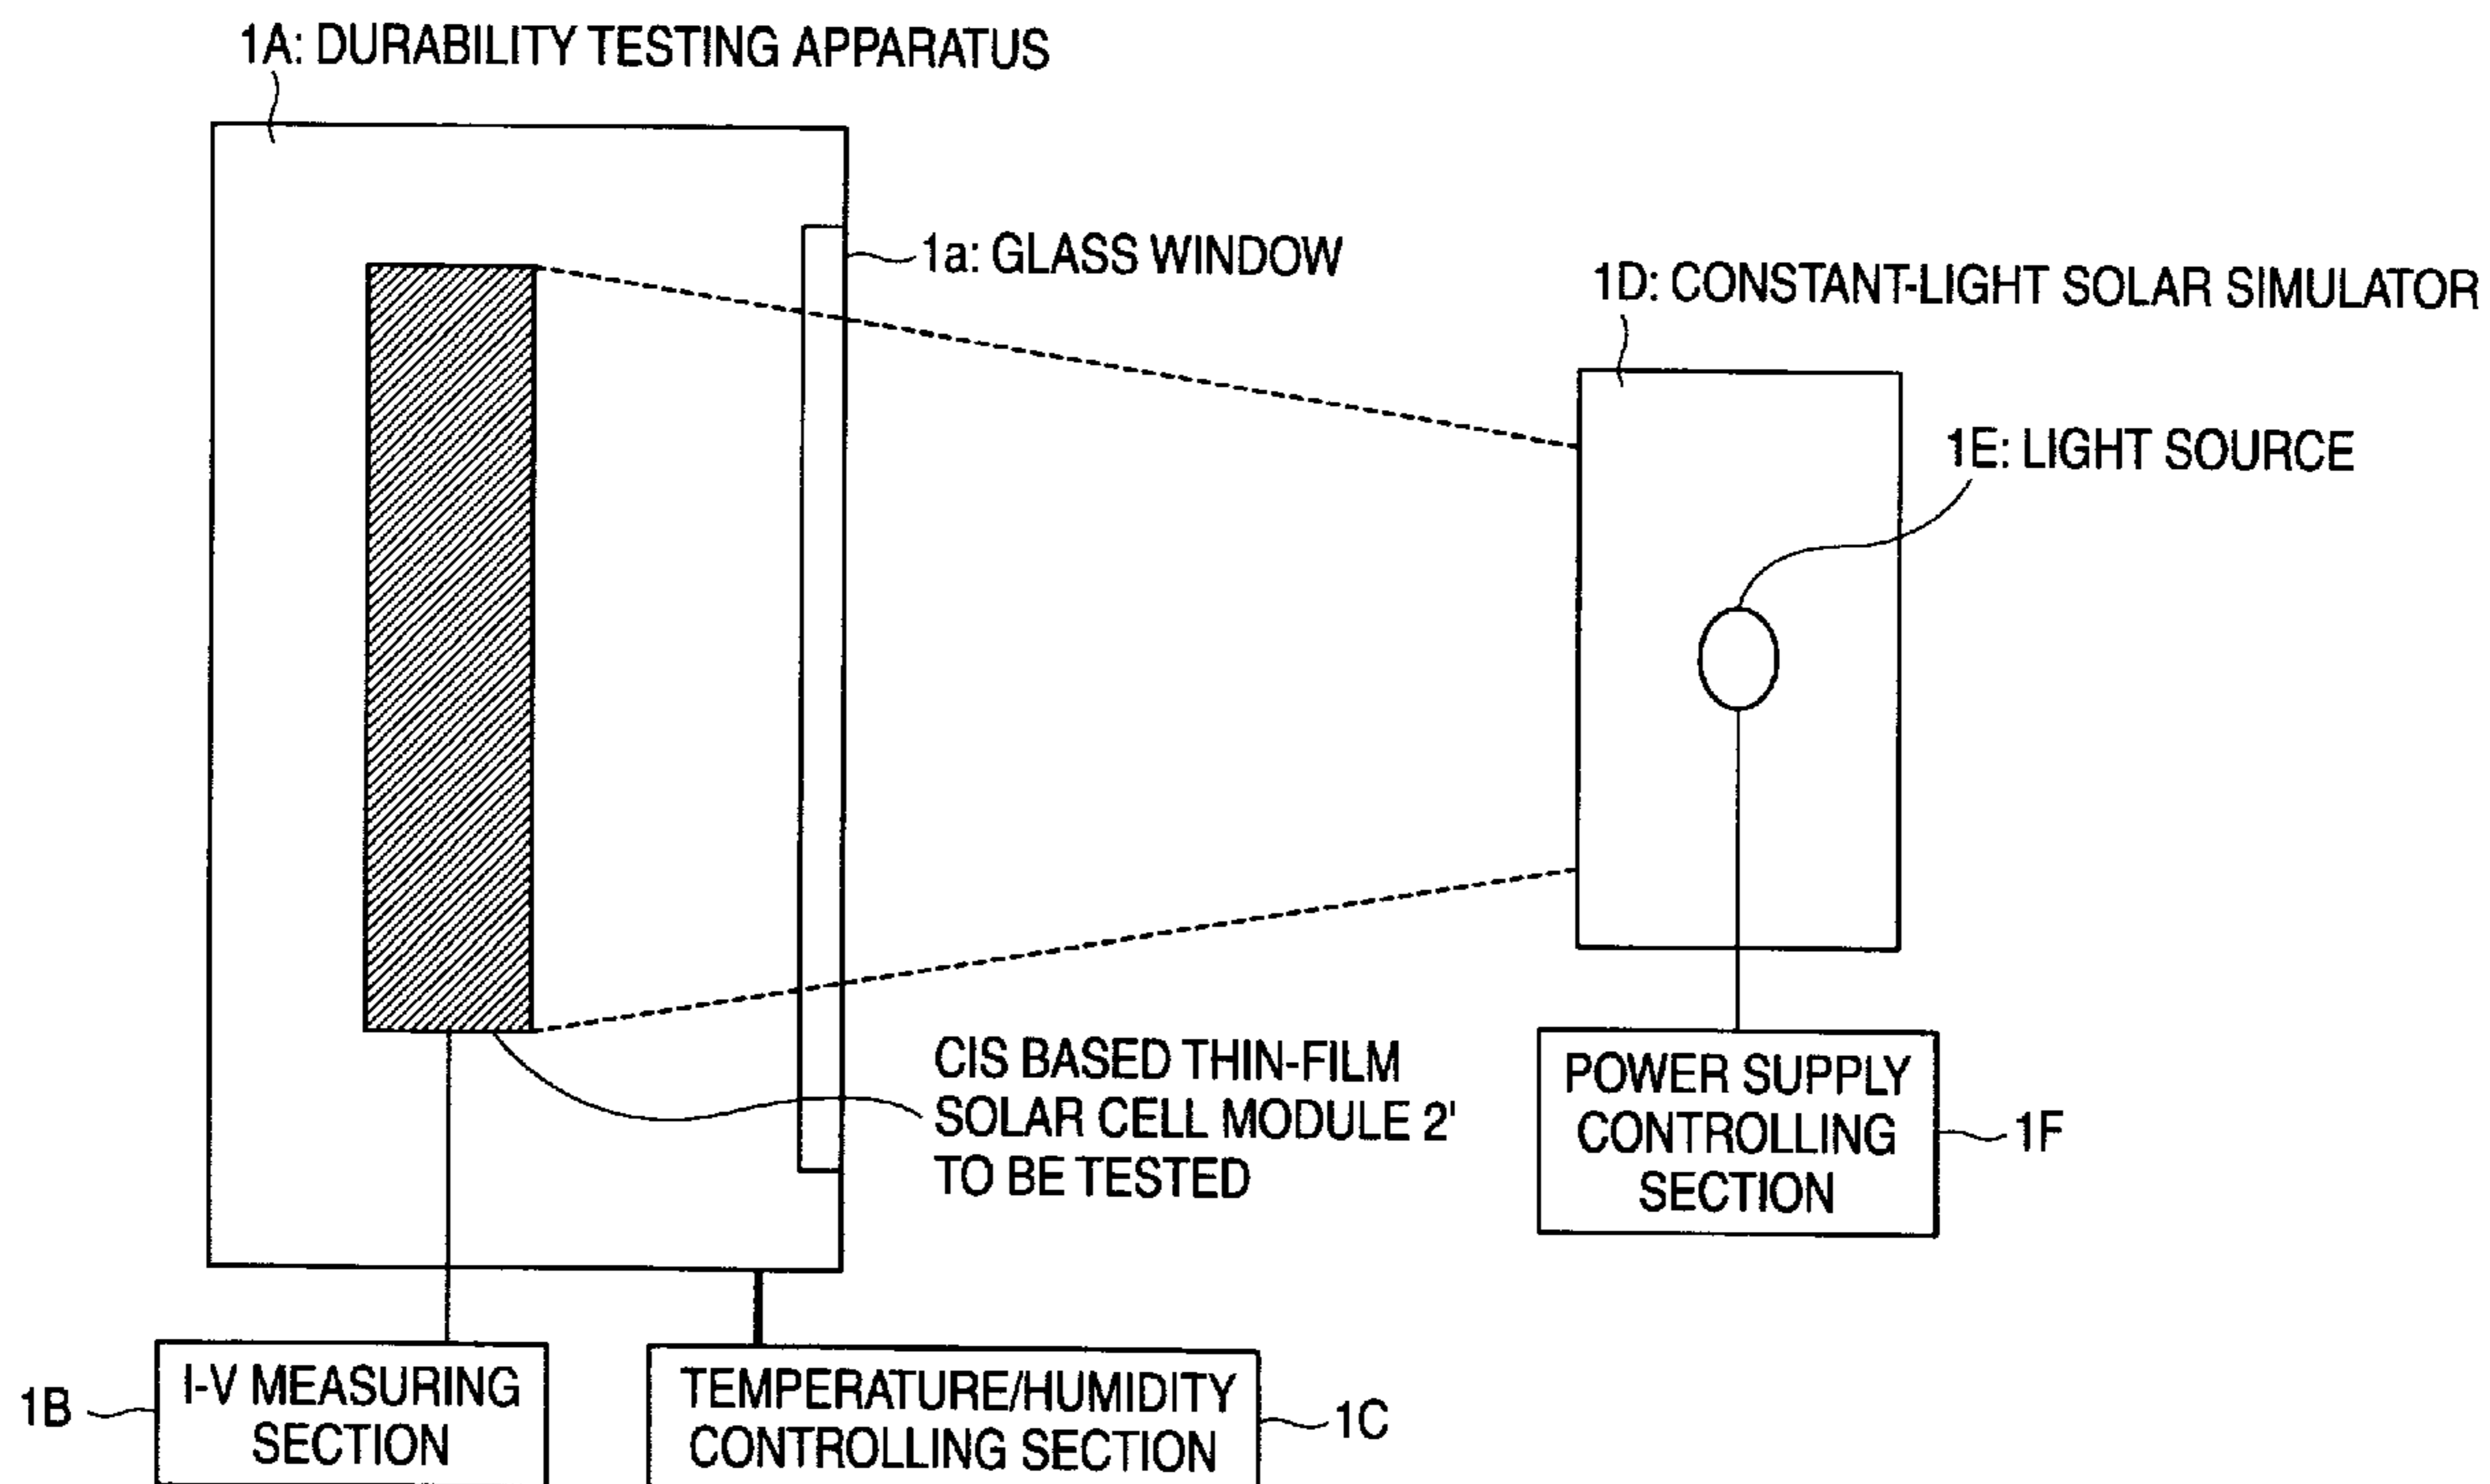 1A: DURABILITY TESTING APPARATUS
1a: GLASS WINDOW
1D: CONSTANT-LIGHT SOLAR SIMULATOR
1E: LIGHT SOURCE
CIS BASED THIN-FILM
SOLAR CELL MODULE 2'
TO BE TESTED
POWER SUPPLY
CONTROLLING
SECTION
1F
1B
I-V MEASURING
SECTION
TEMPERATURE/HUMIDITY
CONTROLLING SECTION
1C